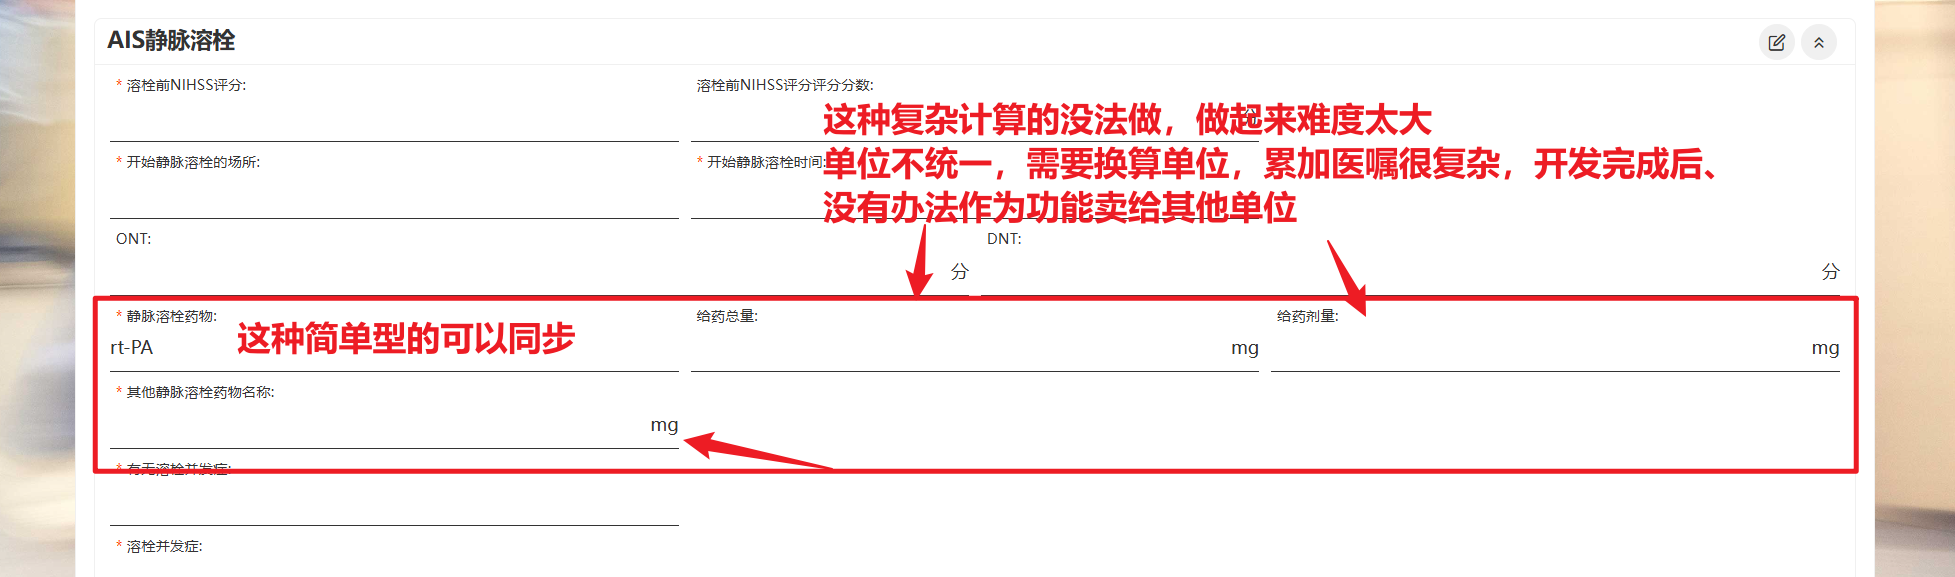 AIS静脉溶栓
* 溶栓前NIHSS评分:
溶栓前NIHSS评分评分分数:
分
这种复杂计算的没法做，做起来难度太大
* 开始静脉溶栓的场所:
* 开始静脉溶栓时间:
单位不统一，需要换算单位，累加医嘱很复杂，开发完成后、
没有办法作为功能卖给其他单位
ONT:
分
DNT:
分
* 静脉溶栓药物:
rt-PA
这种简单型的可以同步
给药总量:
mg
给药剂量:
mg
* 其他静脉溶栓药物名称:
mg
* 有无溶栓并发症:
* 溶栓并发症: